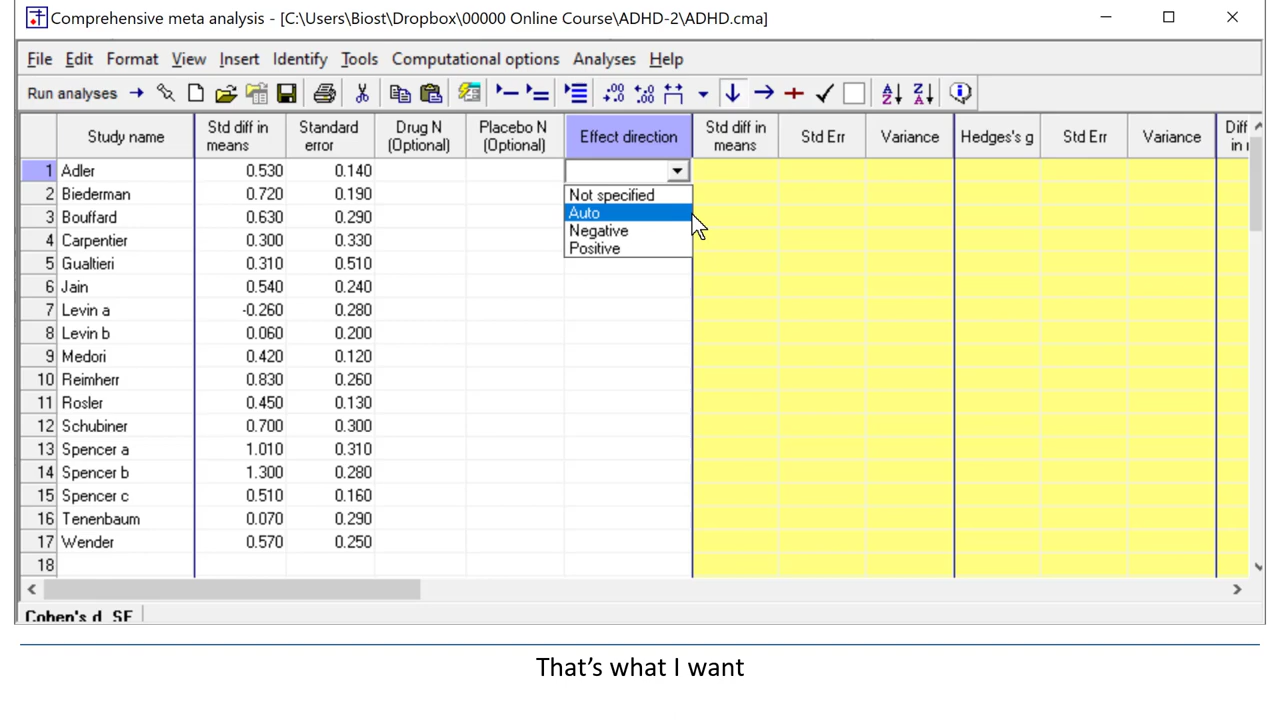 Comprehensive meta analysis - [C:\Users\Biost\Dropbox\00000 Online Course\ADHD-2\ADHD.cma]
File Edit Format View Insert Identify Tools Computational options Analyses Help
Run analyses
Study name Std diff in means Standard error Drug N (Optional) Placebo N (Optional) Effect direction Std diff in means Std Err Variance Hedges's g Std Err Variance Diff in
1 Adler 0.530 0.140
Not specified
Auto
Negative
Positive
2 Biederman 0.720 0.190
3 Bouffard 0.630 0.290
4 Carpentier 0.300 0.330
5 Gualtieri 0.310 0.510
6 Jain 0.540 0.240
7 Levin a -0.260 0.280
8 Levin b 0.060 0.200
9 Medori 0.420 0.120
10 Reimherr 0.830 0.260
11 Rosler 0.450 0.130
12 Schubiner 0.700 0.300
13 Spencer a 1.010 0.310
14 Spencer b 1.300 0.280
15 Spencer c 0.510 0.160
16 Tenenbaum 0.070 0.290
17 Wender 0.570 0.250
18
Cohen's d, SE
That's what I want